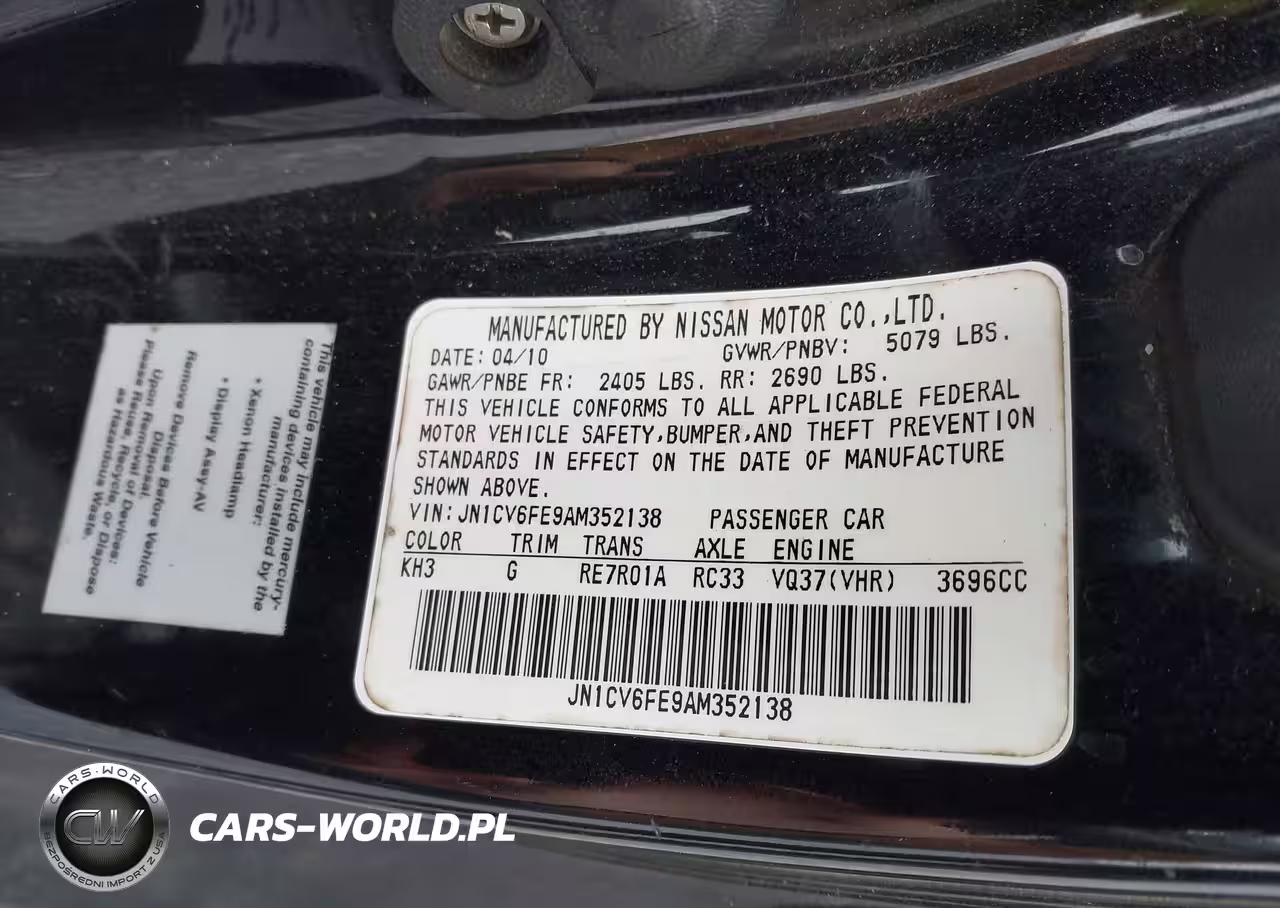 This vehicle may include mercury-
containing devices installed by the
manufacturer:
• Xenon Headlamp
• Display Assy-AV
Remove Devices Before Vehicle
Disposal.
Upon Removal of Devices:
Please Reuse, Recycle, or Dispose
as Hazardous Waste.
MANUFACTURED BY NISSAN MOTOR CO.,LTD.
DATE: 04/10 GVWR/PNBV: 5079 LBS.
GAWR/PNBE FR: 2405 LBS. RR: 2690 LBS.
THIS VEHICLE CONFORMS TO ALL APPLICABLE FEDERAL
MOTOR VEHICLE SAFETY,BUMPER,AND THEFT PREVENTION
STANDARDS IN EFFECT ON THE DATE OF MANUFACTURE
SHOWN ABOVE.
VIN: JN1CV6FE9AM352138 PASSENGER CAR
COLOR TRIM TRANS AXLE ENGINE
KH3 G RE7R01A RC33 VQ37(VHR) 3696CC
JN1CV6FE9AM352138
CARS-WORLD
CW
BEZPOŚREDNI IMPORT Z USA
CARS-WORLD.PL